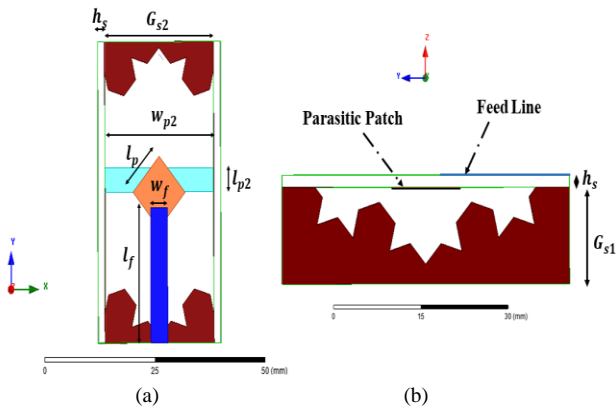 h_s
G_s2
W_p2
l_p
w_f
l_p2
l_f
Y
Z
X
0
25
50 (mm)
(a)
Z
Y
X
Parasitic Patch
Feed Line
h_s
G_s1
0
15
30 (mm)
(b)